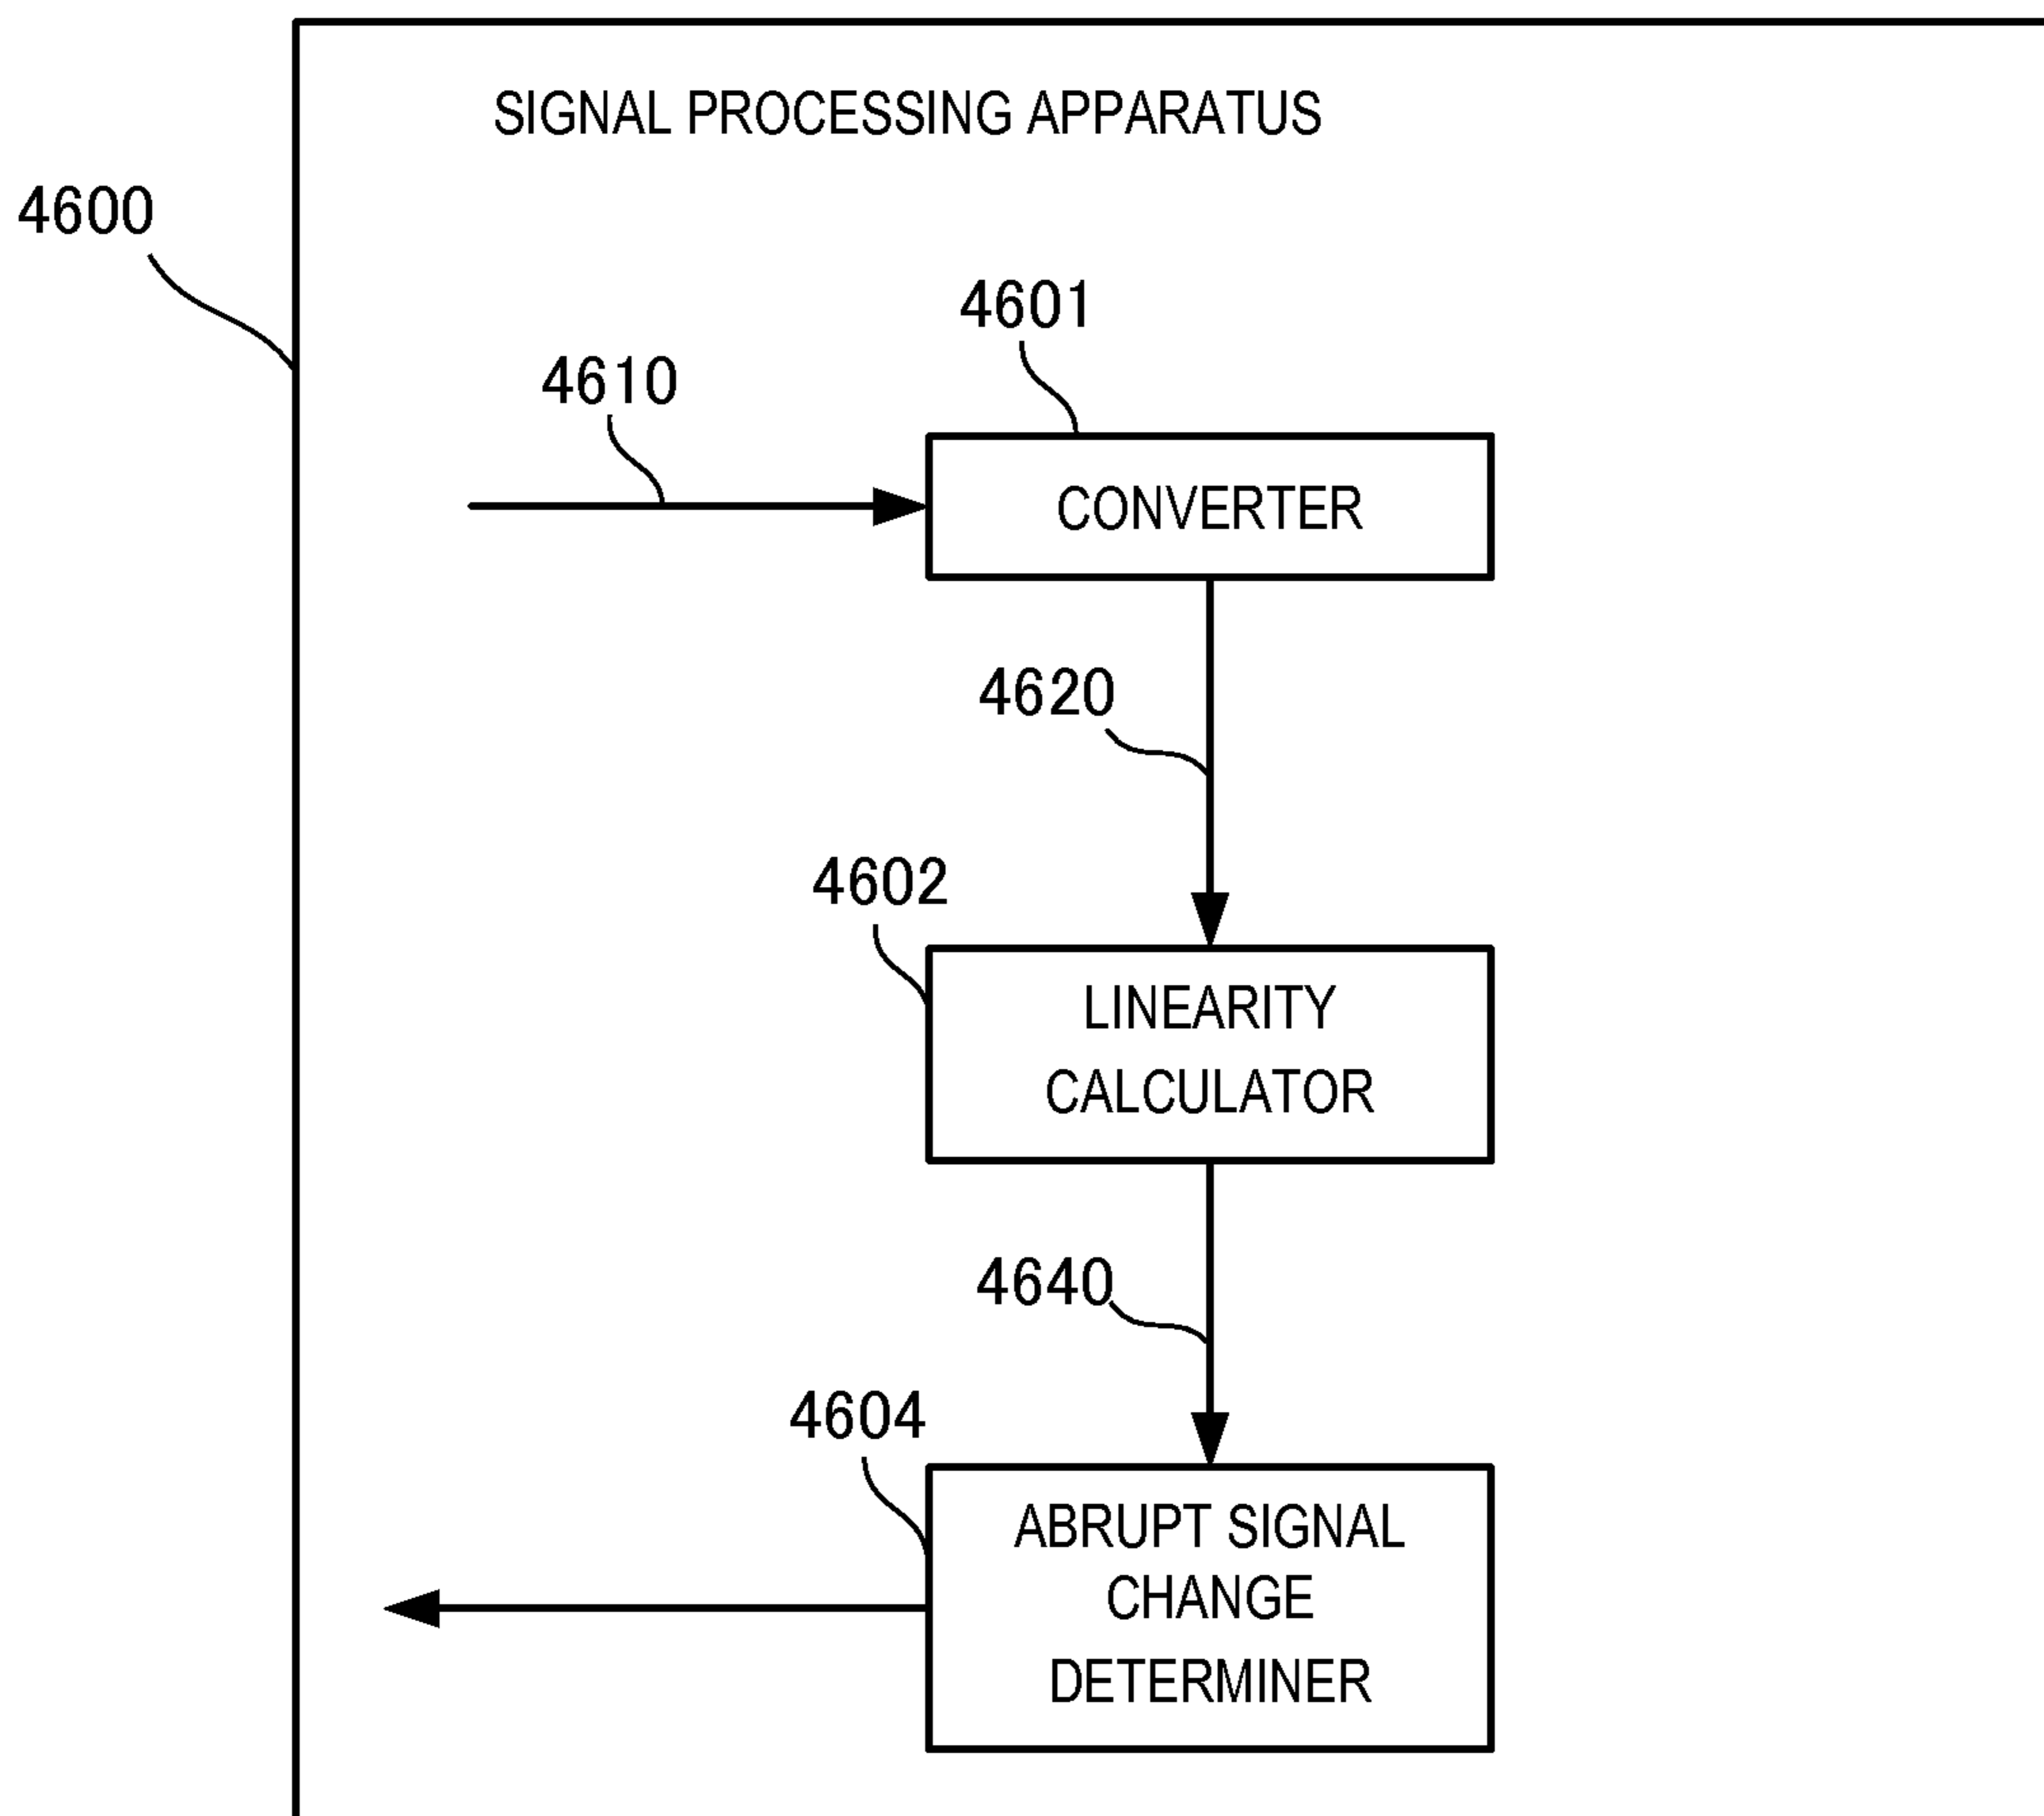 SIGNAL PROCESSING APPARATUS
4600
4601
4610
CONVERTER
4620
4602
LINEARITY
CALCULATOR
4640
4604
ABRUPT SIGNAL
CHANGE
DETERMINER